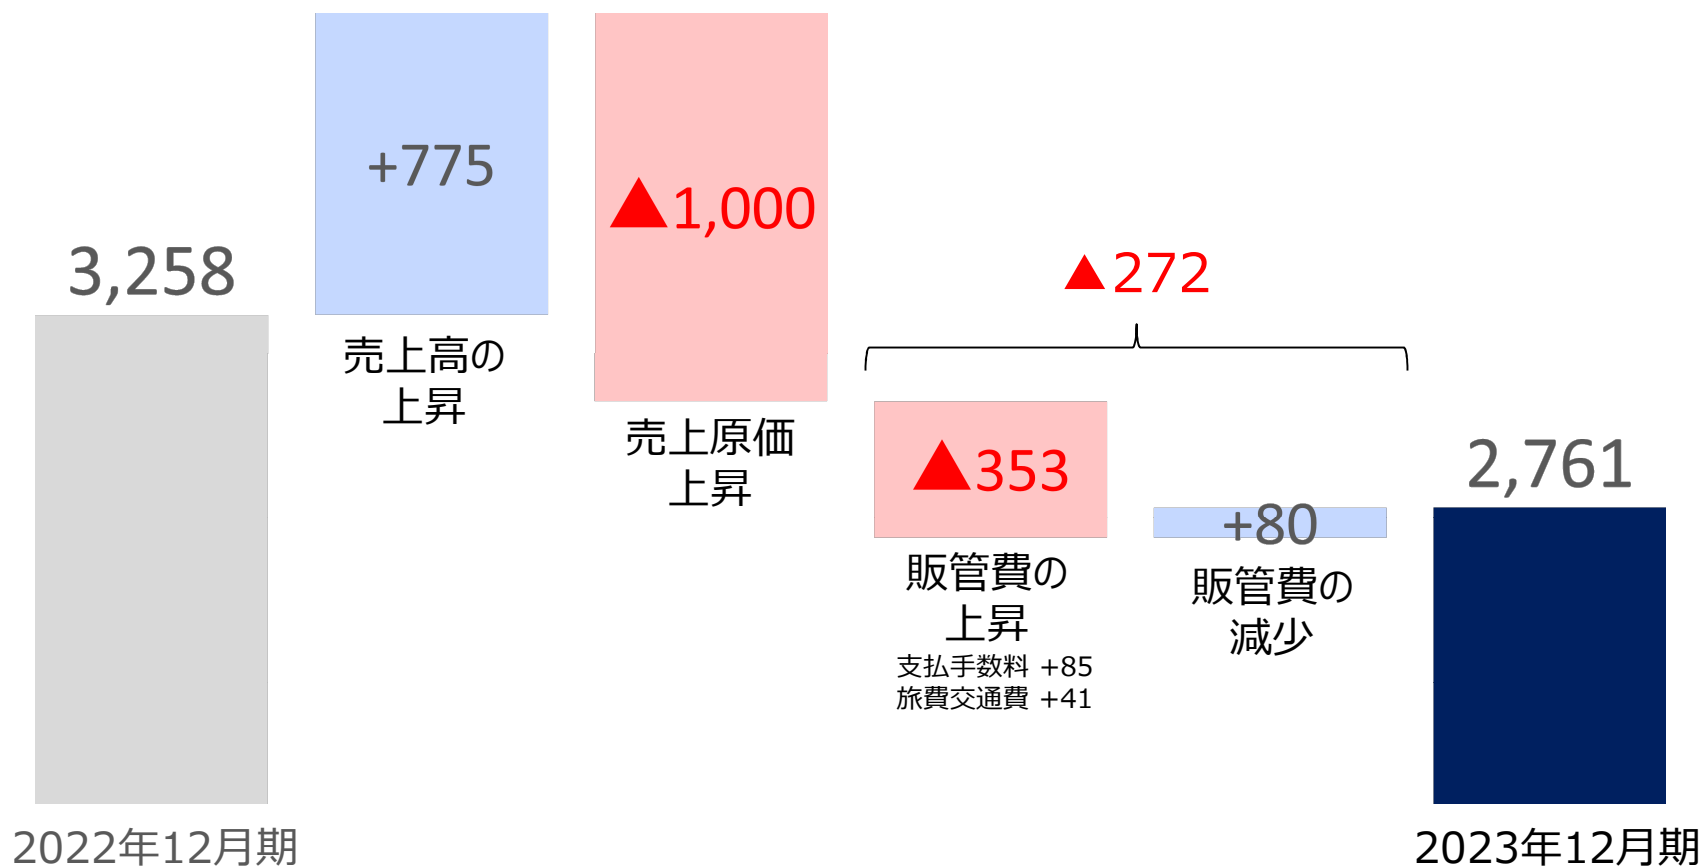 +775
▲1,000
3,258
▲272
売上高の
上昇
売上原価
上昇
▲353
2,761
+80
販管費の
上昇
支払手数料 +85
旅費交通費 +41
販管費の
減少
2022年12月期
2023年12月期